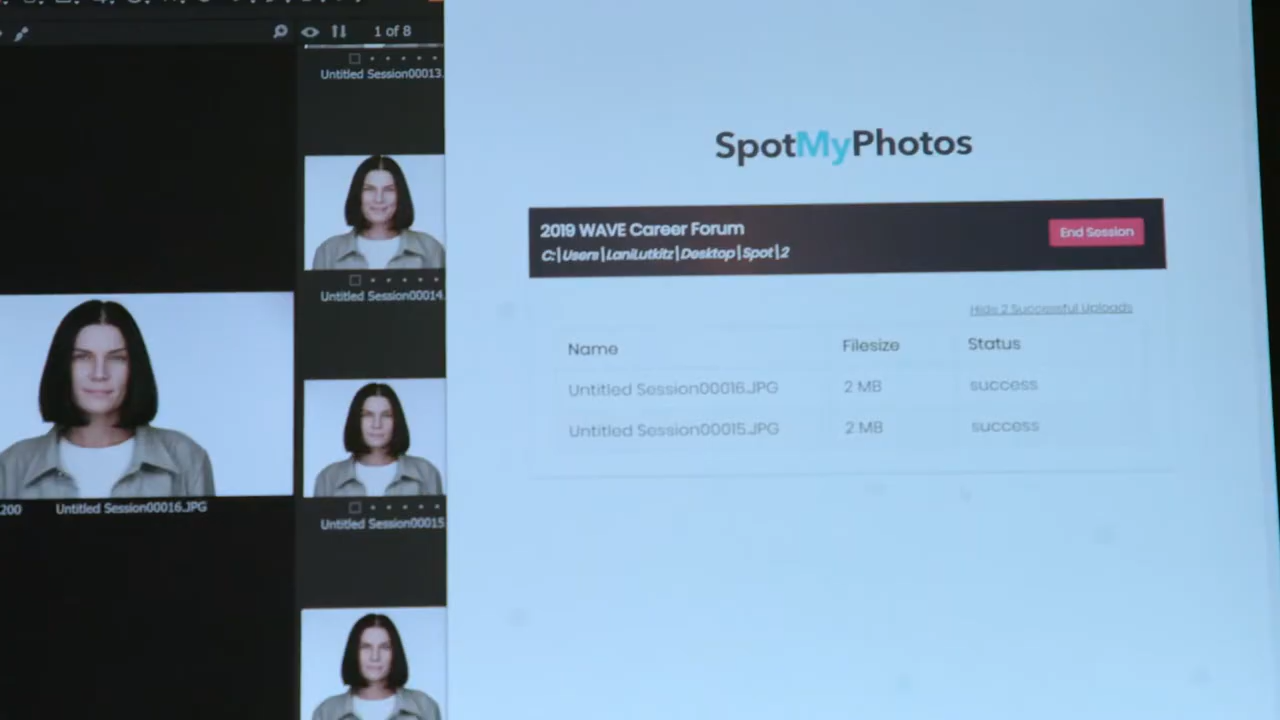 1 of 8
Untitled Session00013.
Untitled Session00014.
Untitled Session00015
200
Untitled Session00016.JPG
SpotMyPhotos
2019 WAVE Career Forum
C:\Users\LaniLutkitz\Desktop\Spot\2
End Session
Hide 2 Successful Uploads
Name Filesize Status
Untitled Session00016.JPG 2 MB success
Untitled Session00015.JPG 2 MB success